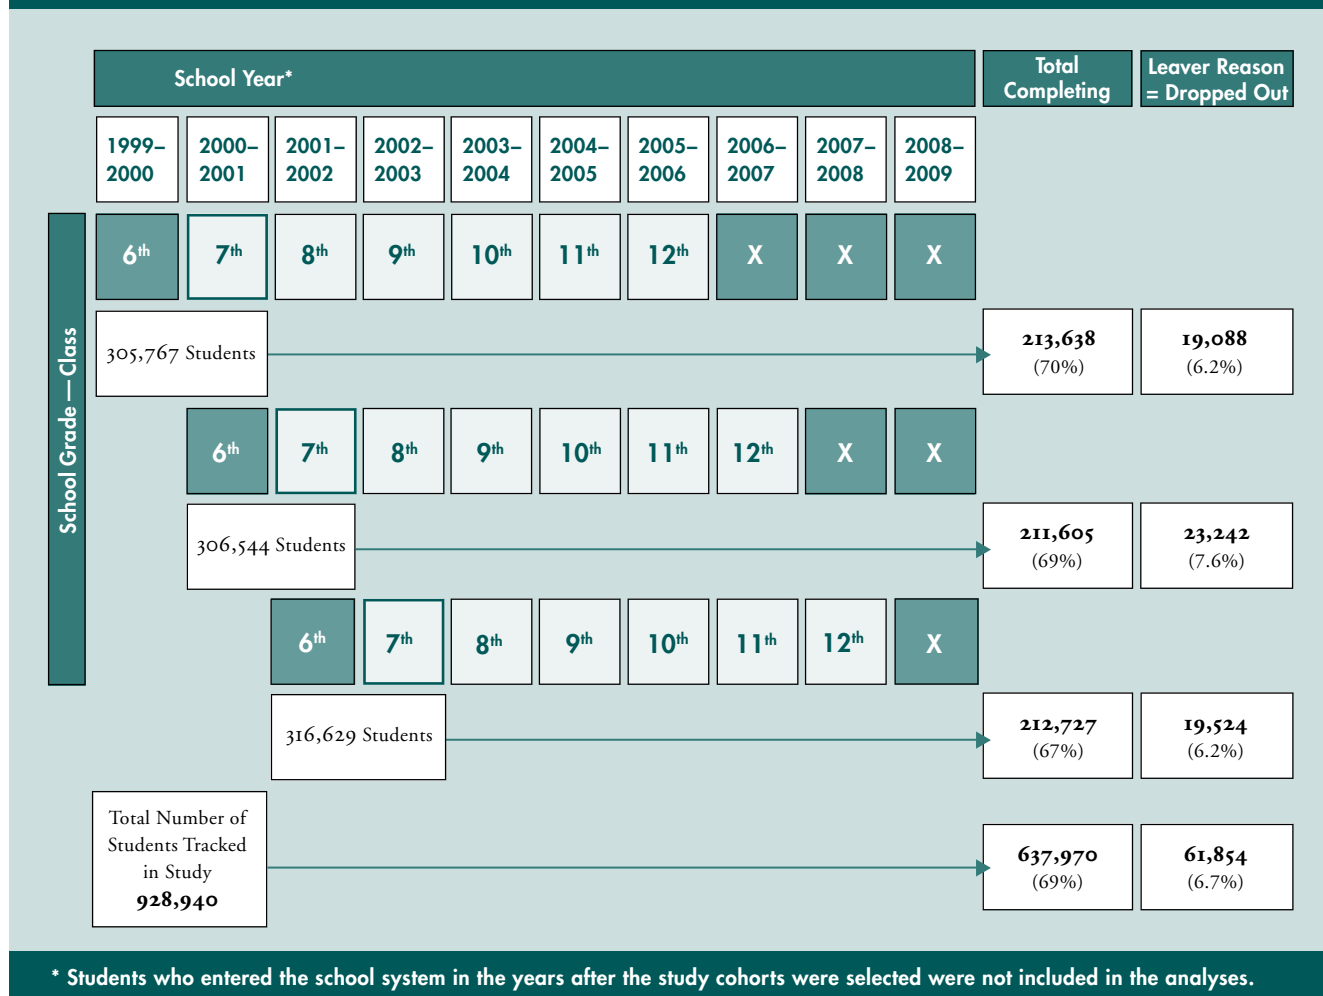 School Year*
Total
Completing
Leaver Reason
= Dropped Out
1999–
2000
2000–
2001
2001–
2002
2002–
2003
2003–
2004
2004–
2005
2005–
2006
2006–
2007
2007–
2008
2008–
2009
School Grade — Class
6th 7th 8th 9th 10th 11th 12th X X X
305,767 Students
213,638
(70%)
19,088
(6.2%)
6th 7th 8th 9th 10th 11th 12th X X
306,544 Students
211,605
(69%)
23,242
(7.6%)
6th 7th 8th 9th 10th 11th 12th X
316,629 Students
212,727
(67%)
19,524
(6.2%)
Total Number of
Students Tracked
in Study
928,940
637,970
(69%)
61,854
(6.7%)
* Students who entered the school system in the years after the study cohorts were selected were not included in the analyses.